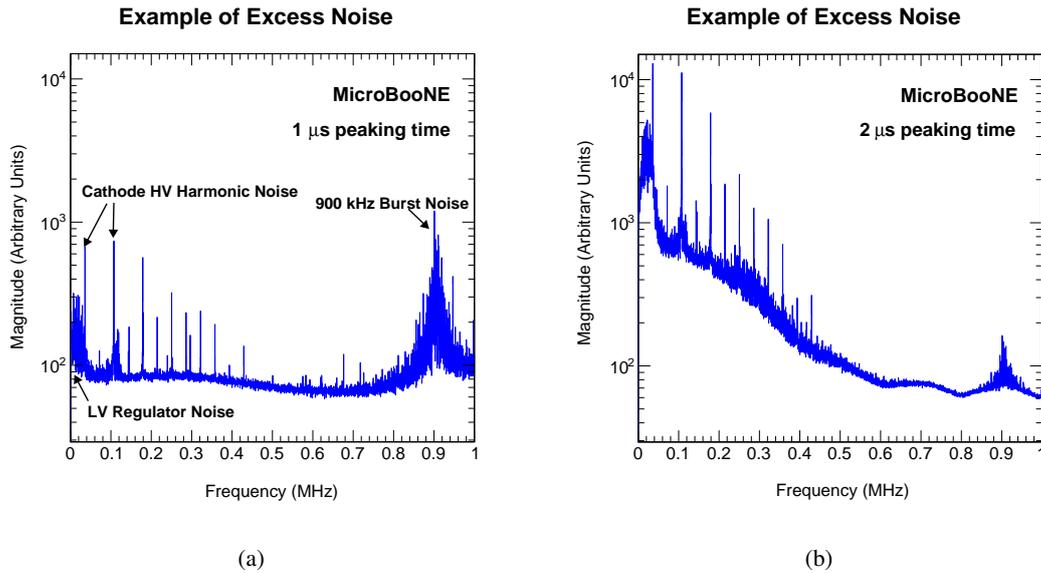 Example of Excess Noise
MicroBooNE
1 μs peaking time
Cathode HV Harmonic Noise
900 kHz Burst Noise
LV Regulator Noise
Magnitude (Arbitrary Units)
10⁴
10³
10²
0 0.1 0.2 0.3 0.4 0.5 0.6 0.7 0.8 0.9 1
Frequency (MHz)
(a)
Example of Excess Noise
MicroBooNE
2 μs peaking time
Magnitude (Arbitrary Units)
10⁴
10³
10²
0 0.1 0.2 0.3 0.4 0.5 0.6 0.7 0.8 0.9 1
Frequency (MHz)
(b)